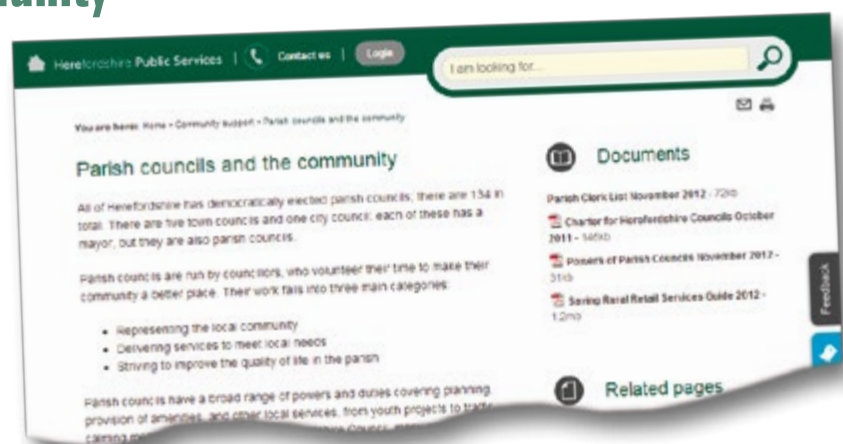 Herefordshire Public Services | Contact us | Login
I am looking for...
You are here: Home > Community support > Parish councils and the community
Parish councils and the community
All of Herefordshire has democratically elected parish councils; there are 134 in
total. There are five town councils and one city council; each of these has a
mayor, but they are also parish councils.
Parish councils are run by councillors, who volunteer their time to make their
community a better place. Their work falls into three main categories:
• Representing the local community
• Delivering services to meet local needs
• Striving to improve the quality of life in the parish
Parish councils have a broad range of powers and duties covering planning,
provision of amenities, and other local services, from youth projects to traffic
calming
Documents
Parish Clerk List November 2012 - 72kb
Charter for Herefordshire Councils October
2011 -
Powers of Parish Councils November 2012 -
31kb
Saving Rural Retail Services Guide 2012 -
1.2mb
Related pages
Feedback